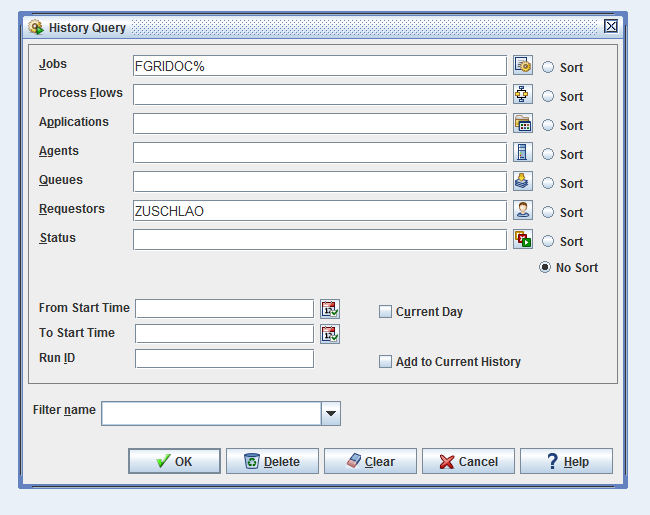 History Query
Jobs FGRIDOC% Sort
Process Flows Sort
Applications Sort
Agents Sort
Queues Sort
Requestors ZUSCHLAO Sort
Status Sort
No Sort
From Start Time Current Day
To Start Time
Run ID Add to Current History
Filter name
OK Delete Clear Cancel ? Help